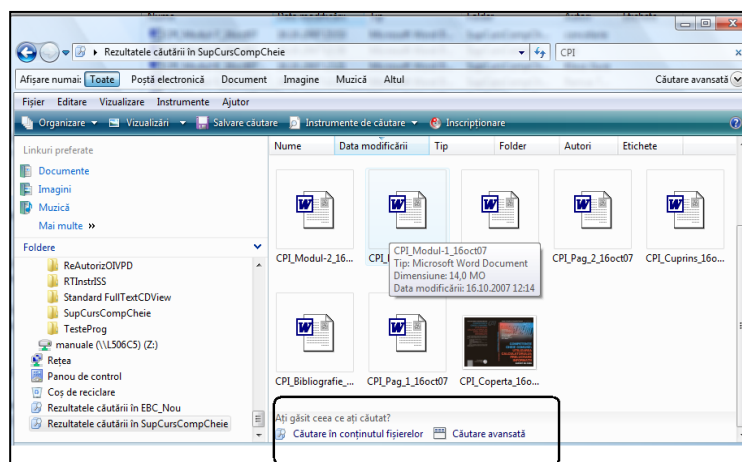 Rezultatele căutării în SupCursCompCheie
CPI
Afișare numai: Toate Poștă electronică Document Imagine Muzică Altul Căutare avansată
Fișier Editare Vizualizare Instrumente Ajutor
Organizare Vizualizări Salvare căutare Instrumente de căutare Inscripționare
Linkuri preferate
Documente
Imagini
Muzică
Mai multe »
Foldere
ReAutorizOIVPD
RTInstrISS
Standard FullTextCDView
SupCursCompCheie
TesteProg
manuale (\\L506C5) (Z:)
Rețea
Panou de control
Coș de reciclare
Rezultatele căutării în EBC_Nou
Rezultatele căutării în SupCursCompCheie
Nume Data modificării Tip Folder Autori Etichete
CPI_Modul-2_16... CPI_Pag_2_16oct07 CPI_Cuprins_16o...
CPI_Modul-1_16oct07
Tip: Microsoft Word Document
Dimensiune: 14,0 MO
Data modificării: 16.10.2007 12:14
CPI_Bibliografie_... CPI_Pag_1_16oct07 CPI_Coperta_16o...
Ați găsit ceea ce ați căutat?
Căutare în conținutul fișierelor Căutare avansată